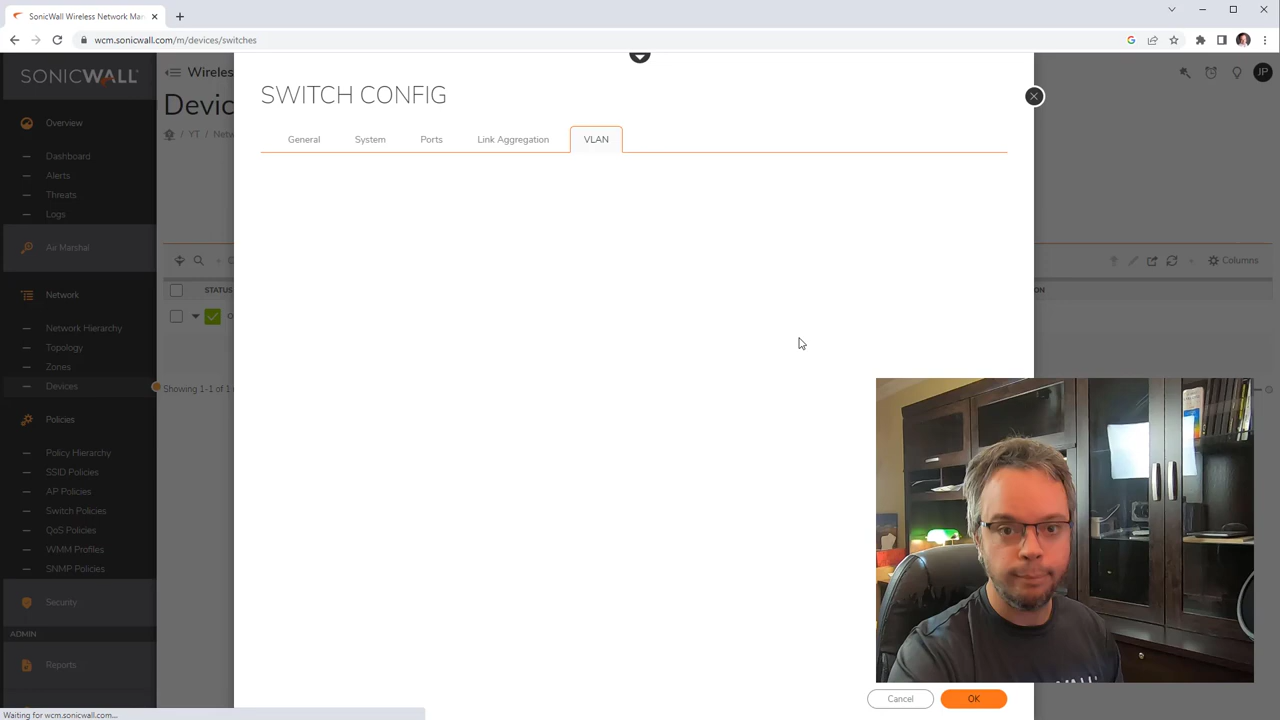 SonicWall Wireless Network Ma
wcm.sonicwall.com/m/devices/switches
SONICWALL
Wireles
JP
Devic
YT / Netw
Overview
Dashboard
Alerts
Threats
Logs
Air Marshal
Network
Network Hierarchy
Topology
Zones
Devices
Policies
Policy Hierarchy
SSID Policies
AP Policies
Switch Policies
QoS Policies
WMM Profiles
SNMP Policies
Security
ADMIN
Reports
SWITCH CONFIG
General
System
Ports
Link Aggregation
VLAN
Columns
STATUS
ON
Showing 1-1 of 1
Cancel
OK
Waiting for wcm.sonicwall.com...